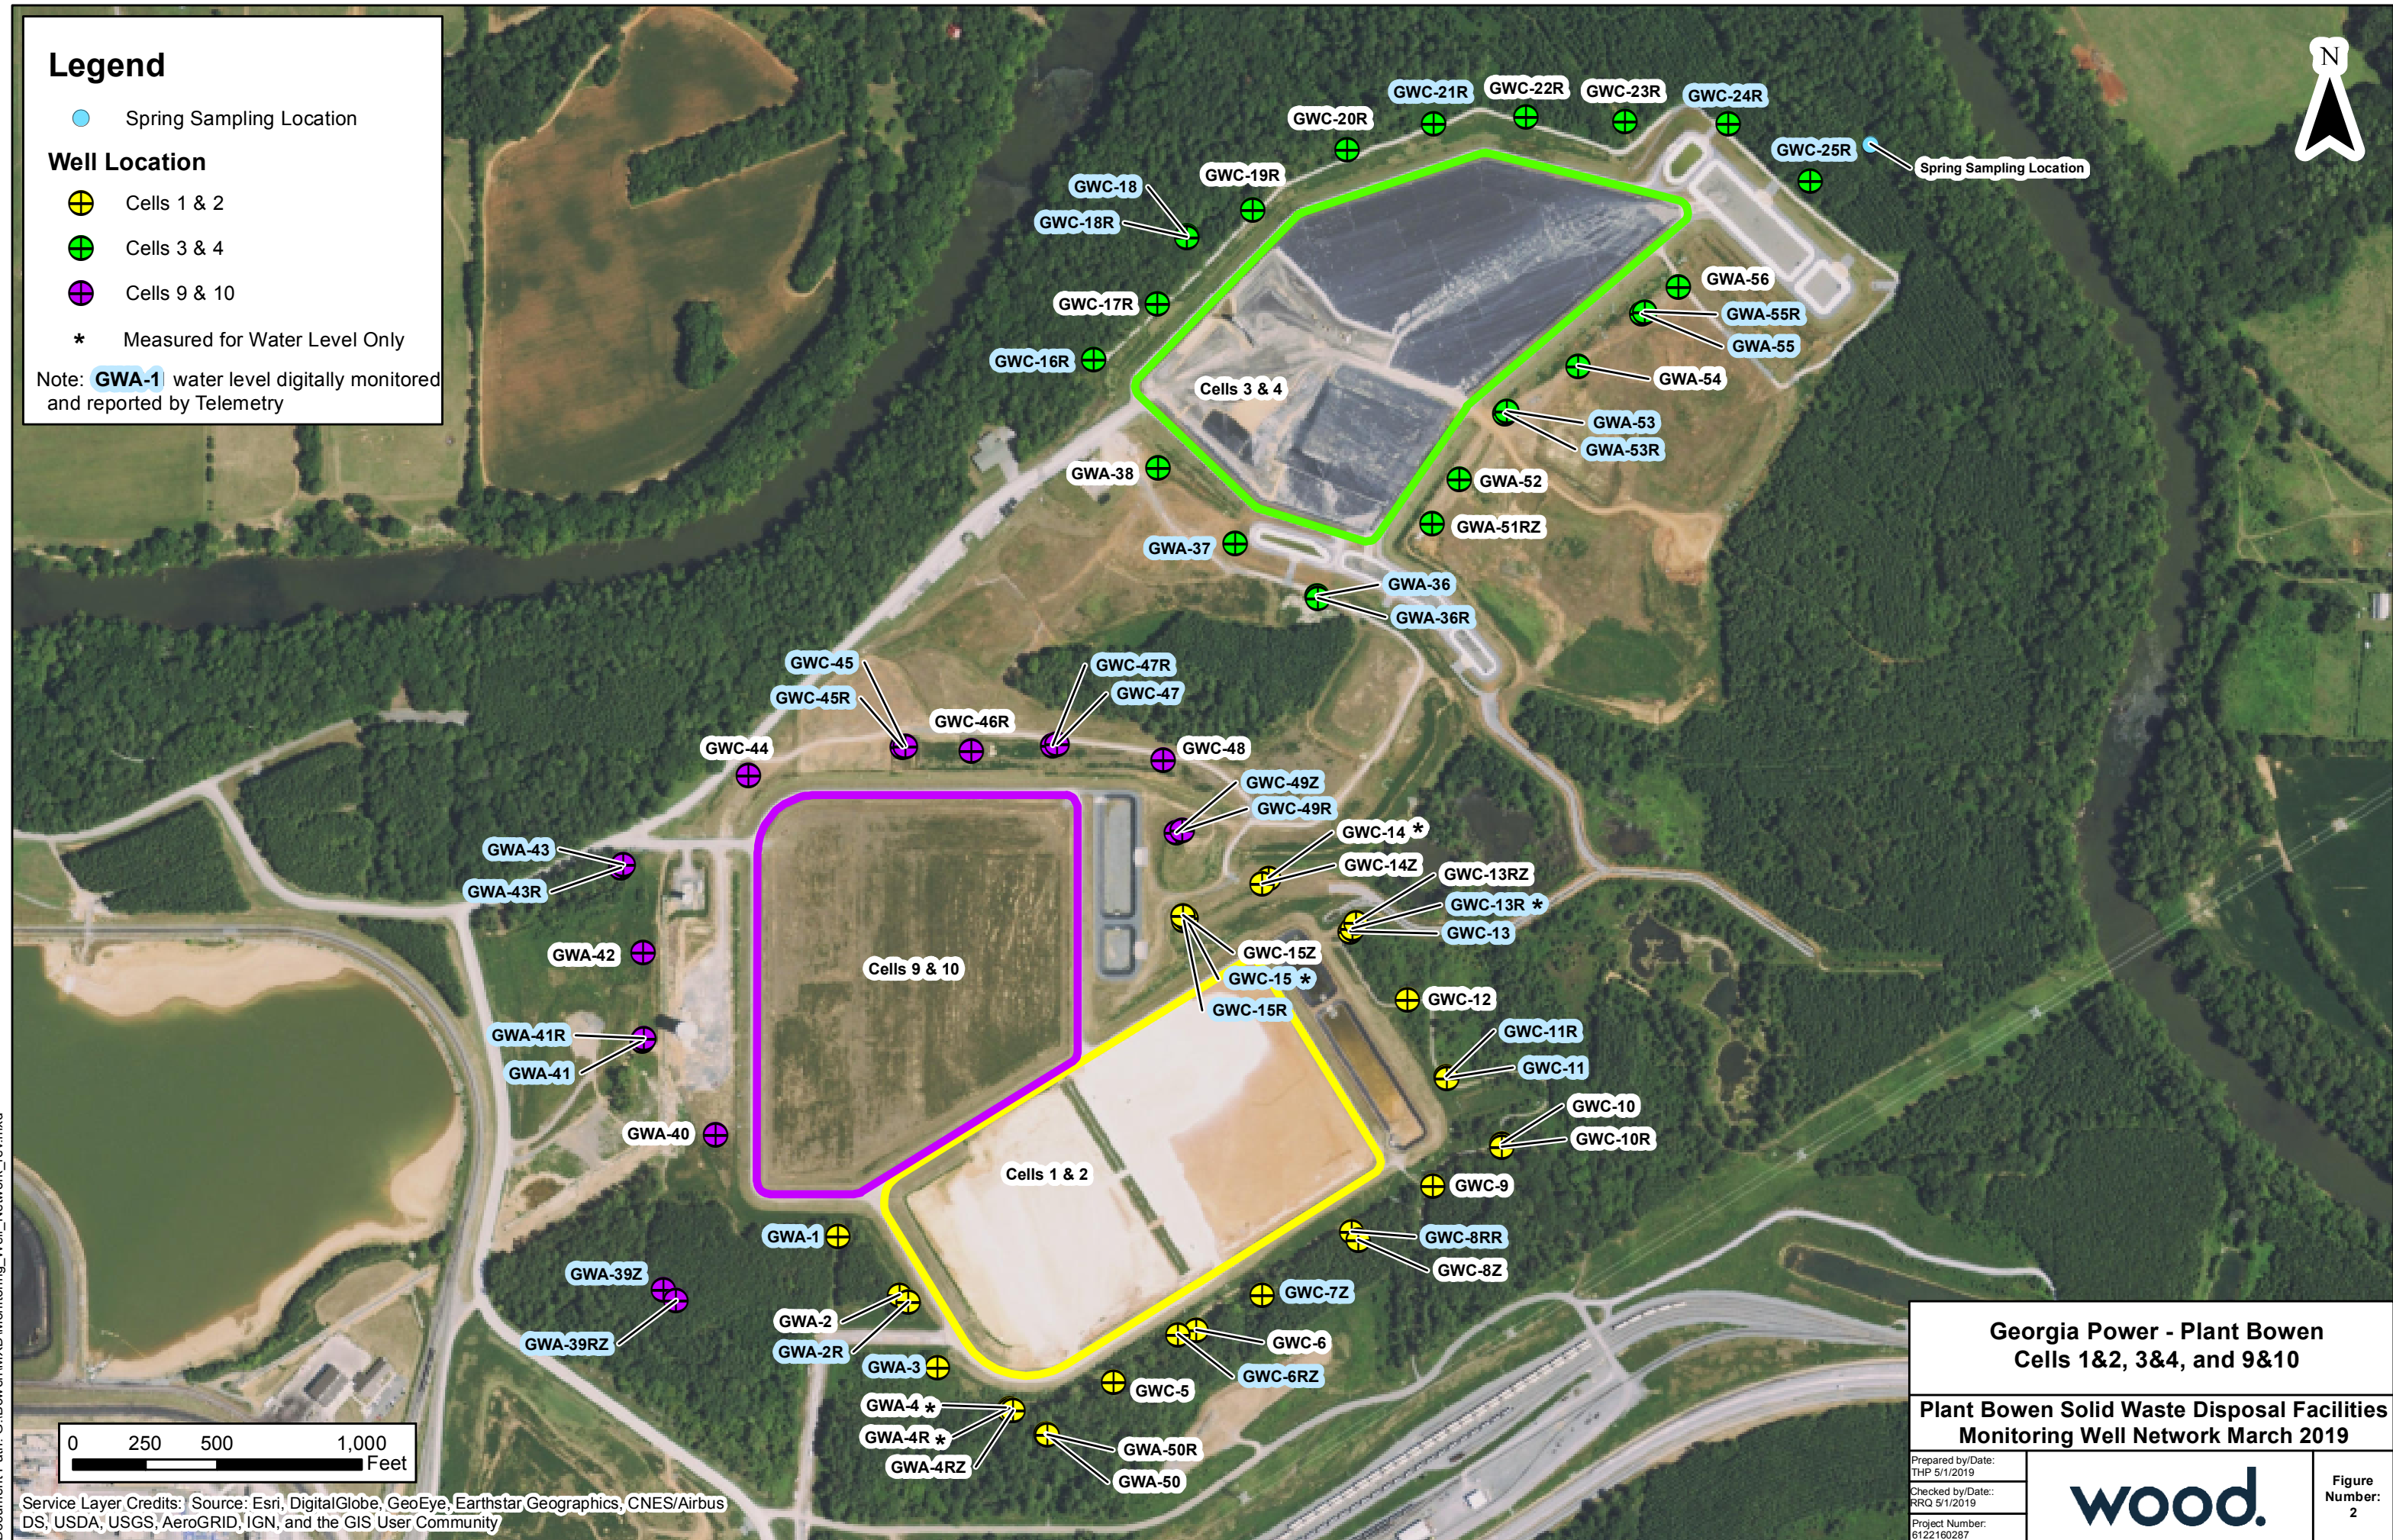 Legend
Spring Sampling Location
Well Location
Cells 1 & 2
Cells 3 & 4
Cells 9 & 10
* Measured for Water Level Only
Note: GWA-1 water level digitally monitored
and reported by Telemetry
N
GWC-21R
GWC-22R
GWC-23R
GWC-24R
GWC-20R
GWC-25R
Spring Sampling Location
GWC-19R
GWC-18
GWC-18R
GWC-17R
GWC-16R
GWA-56
GWA-55R
GWA-55
GWA-54
Cells 3 & 4
GWA-53
GWA-53R
GWA-38
GWA-52
GWA-51RZ
GWA-37
GWA-36
GWA-36R
GWC-45
GWC-45R
GWC-47R
GWC-47
GWC-46R
GWC-44
GWC-48
GWC-49Z
GWC-49R
GWC-14 *
GWC-14Z
GWC-13RZ
GWC-13R *
GWC-13
GWA-43
GWA-43R
GWA-42
GWC-15Z
GWC-15 *
GWC-15R
Cells 9 & 10
GWC-12
GWA-41R
GWA-41
GWC-11R
GWC-11
GWC-10
GWC-10R
GWA-40
Cells 1 & 2
GWC-9
GWA-1
GWC-8RR
GWC-8Z
GWA-39Z
GWA-39RZ
GWC-7Z
GWA-2
GWA-2R
GWC-6
GWC-6RZ
GWA-3
GWC-5
GWA-4 *
GWA-4R *
GWA-4RZ
GWA-50R
GWA-50
0 250 500 1,000
Feet
Service Layer Credits: Source: Esri, DigitalGlobe, GeoEye, Earthstar Geographics, CNES/Airbus
DS, USDA, USGS, AeroGRID, IGN, and the GIS User Community
Georgia Power - Plant Bowen
Cells 1&2, 3&4, and 9&10
Plant Bowen Solid Waste Disposal Facilities
Monitoring Well Network March 2019
Prepared by/Date:
THP 5/1/2019
Checked by/Date::
RRQ 5/1/2019
Project Number:
6122160287
wood.
Figure
Number:
2